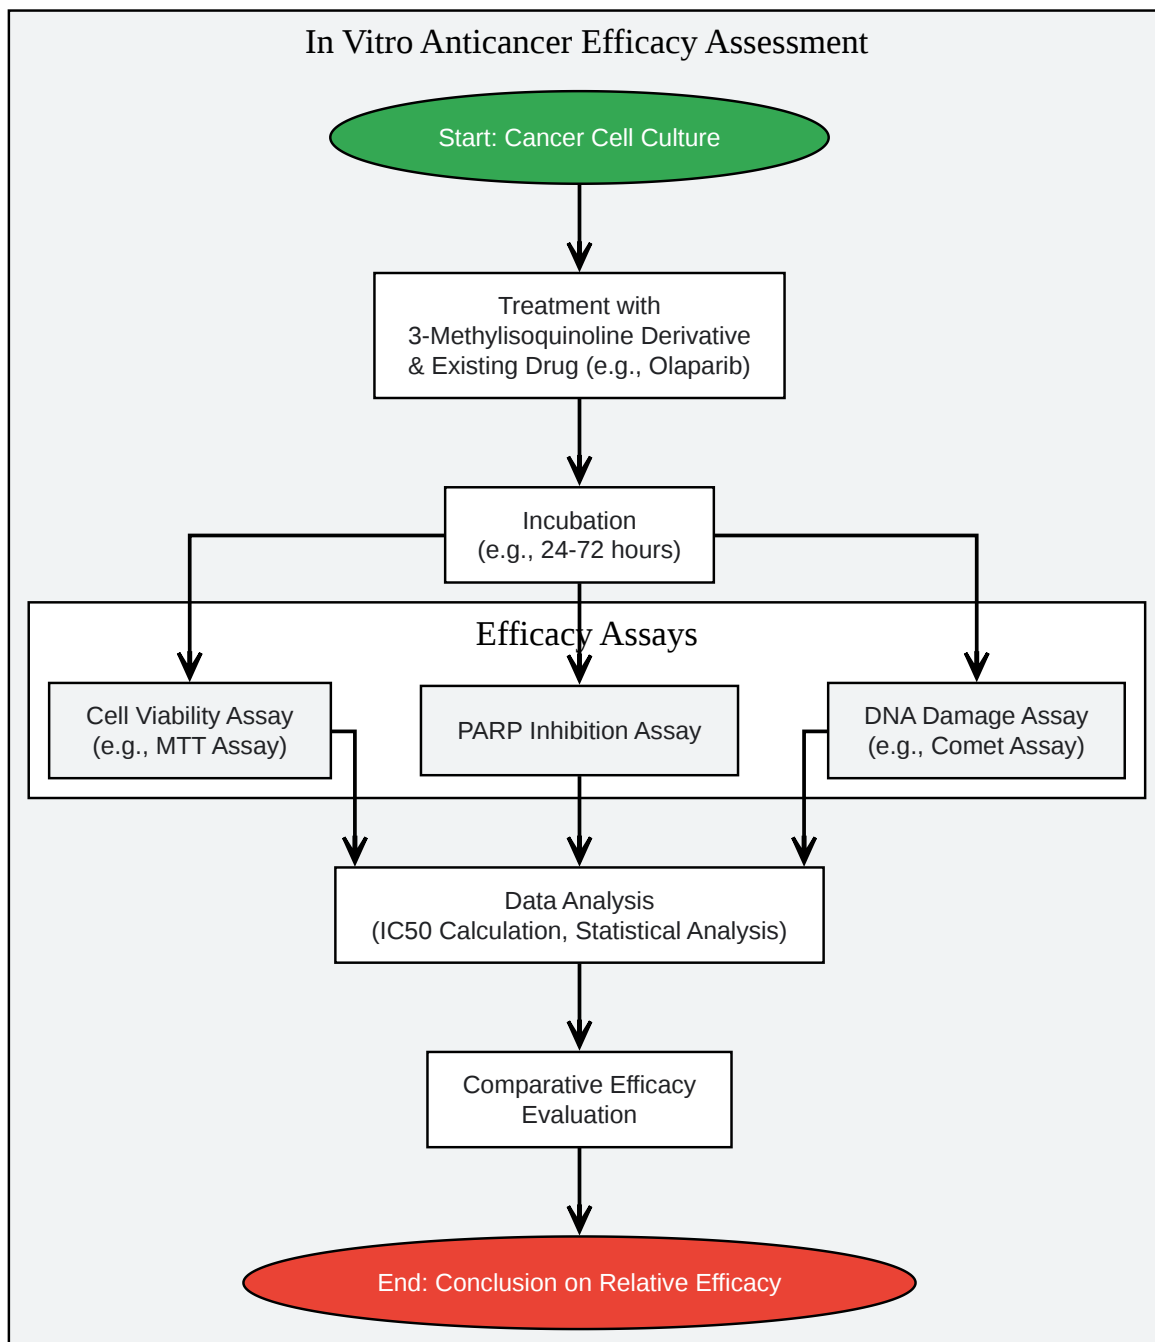 In Vitro Anticancer Efficacy Assessment
Start: Cancer Cell Culture
Treatment with
3-Methylisoquinoline Derivative
& Existing Drug (e.g., Olaparib)
Incubation
(e.g., 24-72 hours)
Efficacy Assays
Cell Viability Assay
(e.g., MTT Assay)
PARP Inhibition Assay
DNA Damage Assay
(e.g., Comet Assay)
Data Analysis
(IC50 Calculation, Statistical Analysis)
Comparative Efficacy
Evaluation
End: Conclusion on Relative Efficacy